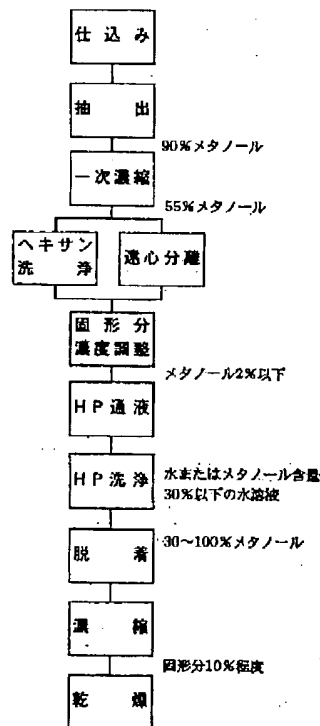 仕込み
抽出
90%メタノール
一次濃縮
55%メタノール
ヘキサン
洗浄
遠心分離
固形分
濃度調整
メタノール2%以下
HP通液
HP洗浄
水またはメタノール含量
30%以下の水溶液
脱着
30~100%メタノール
濃縮
固形分10%程度
乾燥